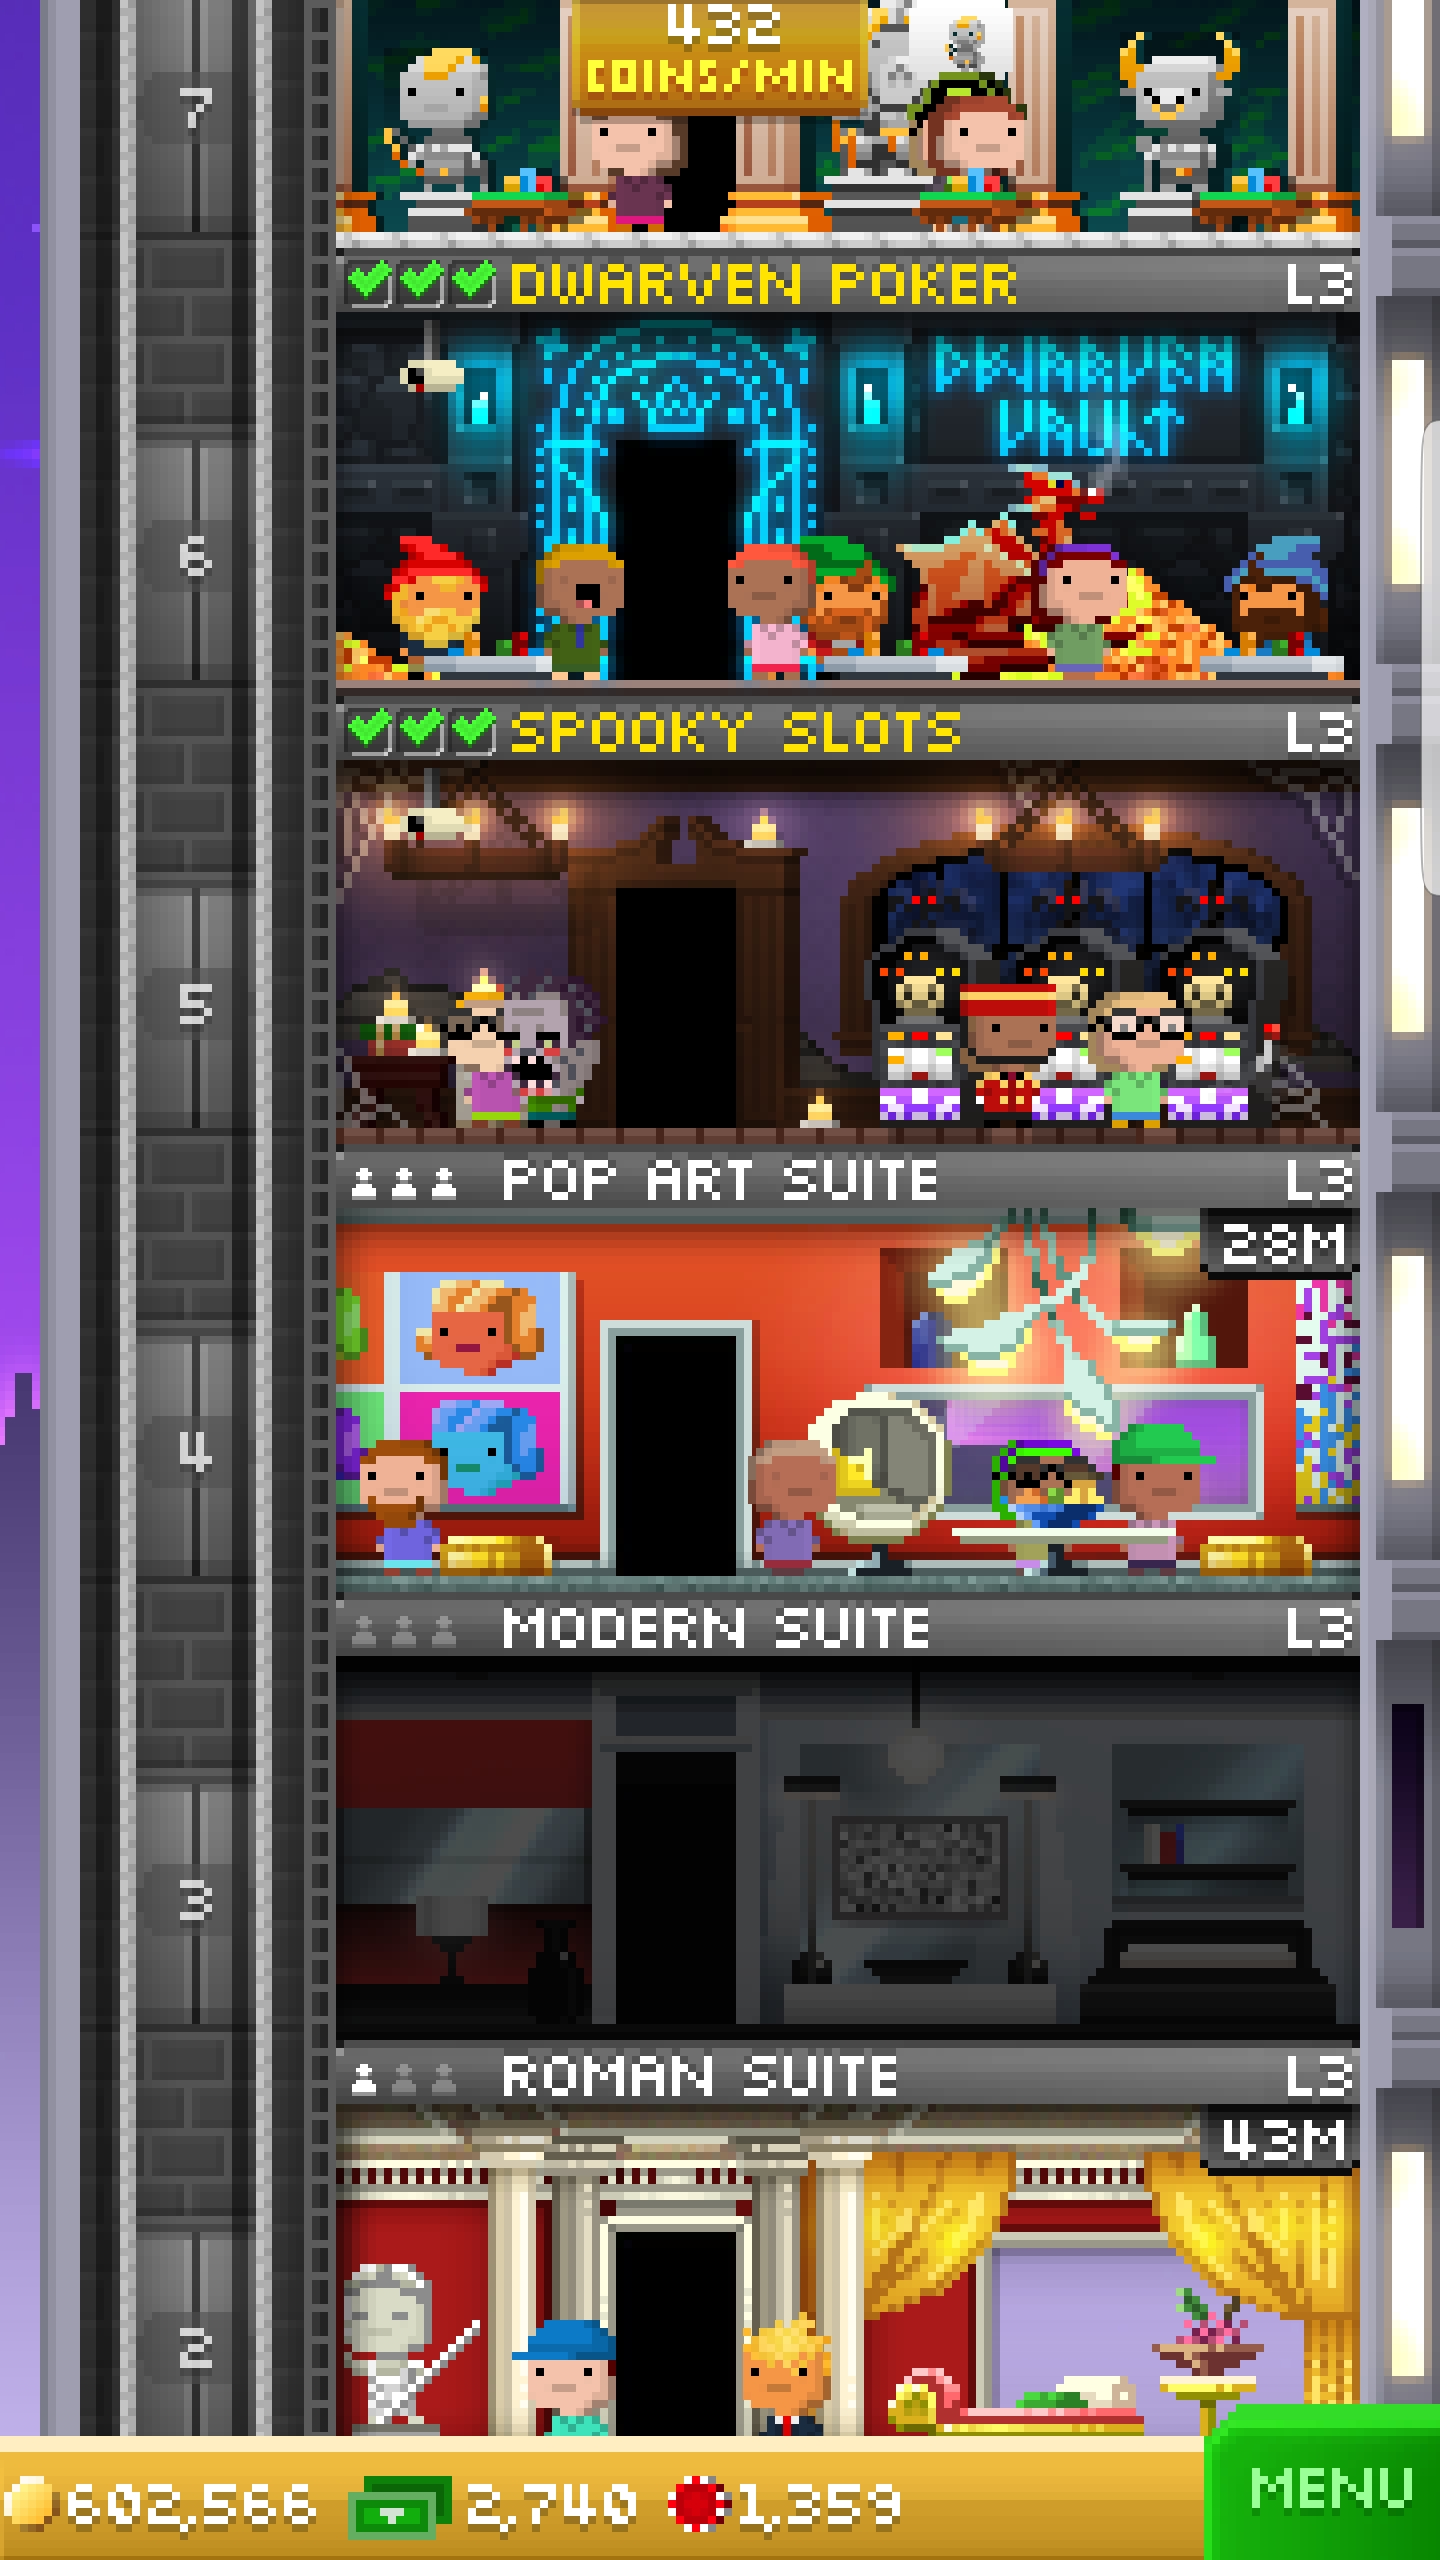 432
COINS/MIN
7
DWARVEN POKER L3
DWARVEN
VAULT
6
SPOOKY SLOTS L3
5
POP ART SUITE L3
28M
4
MODERN SUITE L3
3
ROMAN SUITE L3
43M
2
602,566 2,740 1,359 MENU